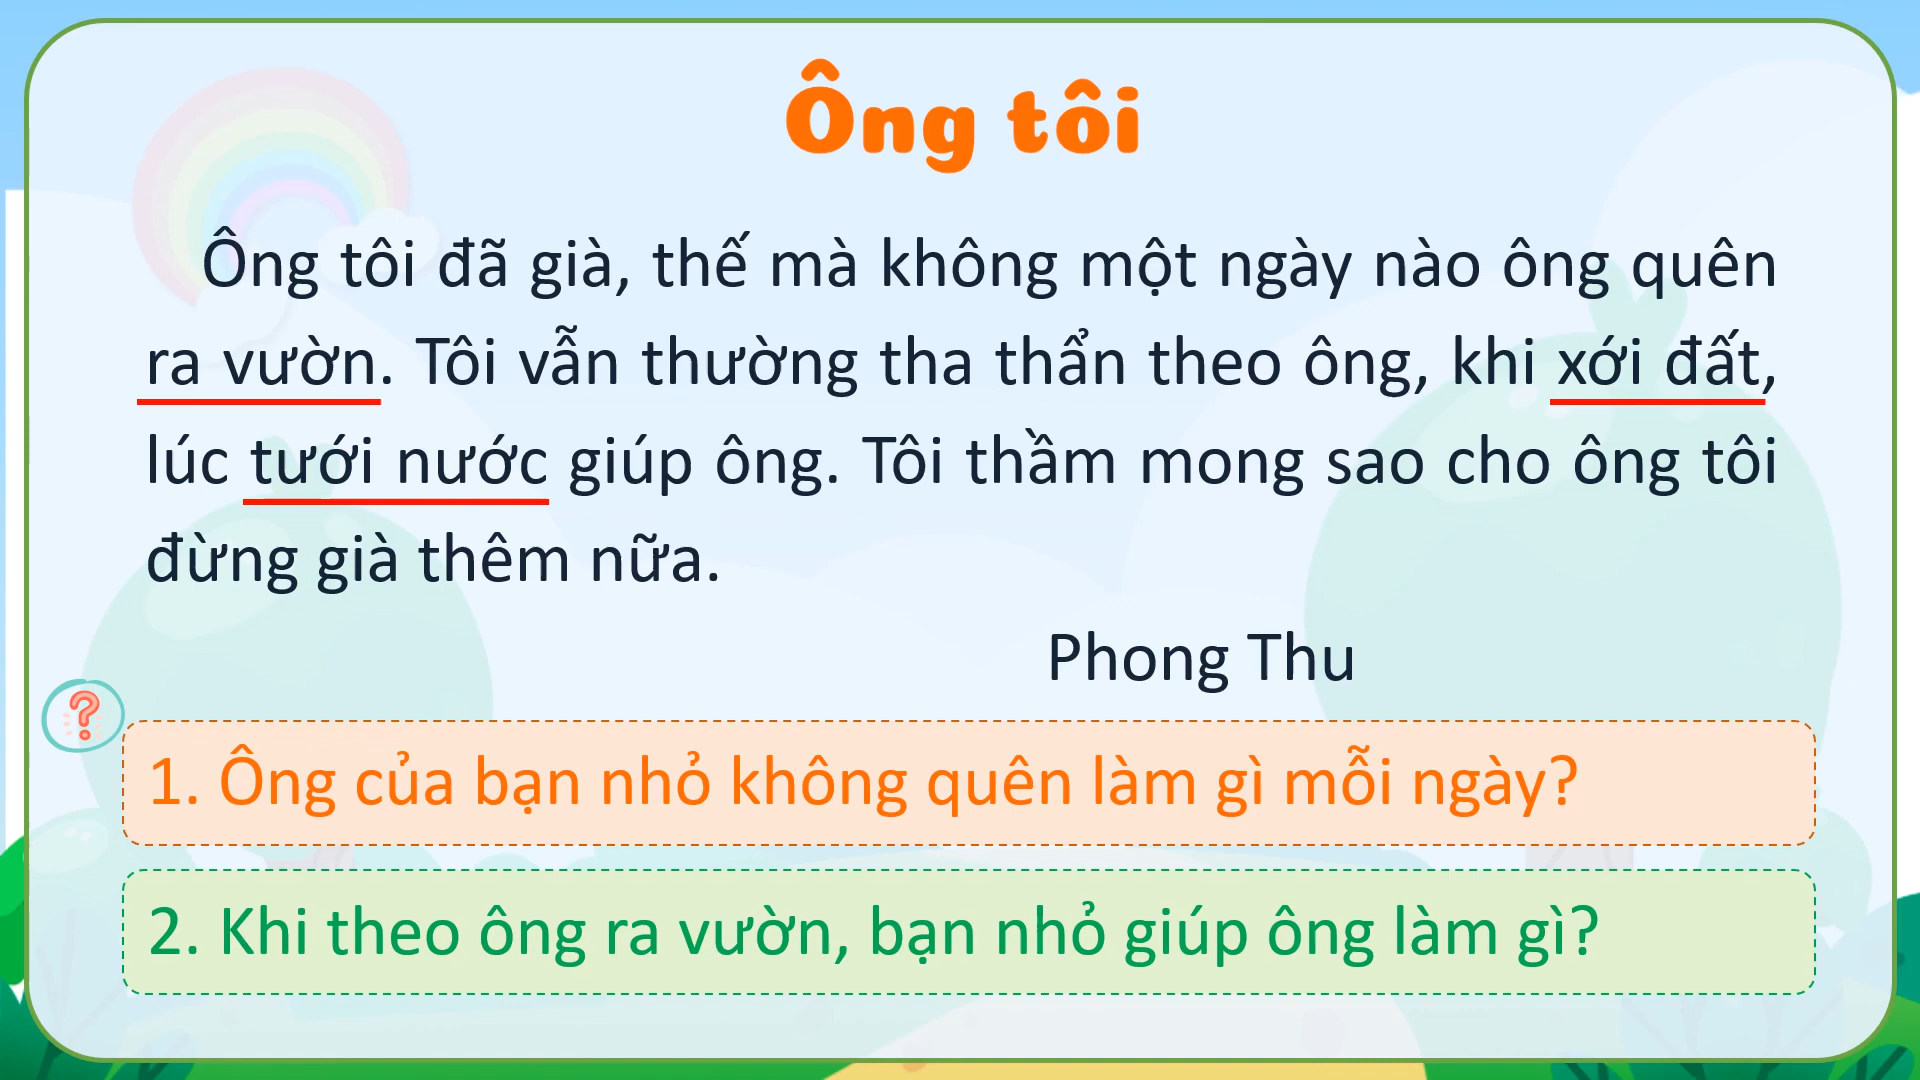 Ông tôi
Ông tôi đã già, thế mà không một ngày nào ông quên
ra vườn. Tôi vẫn thường tha thẩn theo ông, khi xới đất,
lúc tưới nước giúp ông. Tôi thầm mong sao cho ông tôi
đừng già thêm nữa.
Phong Thu
?
1. Ông của bạn nhỏ không quên làm gì mỗi ngày?
2. Khi theo ông ra vườn, bạn nhỏ giúp ông làm gì?